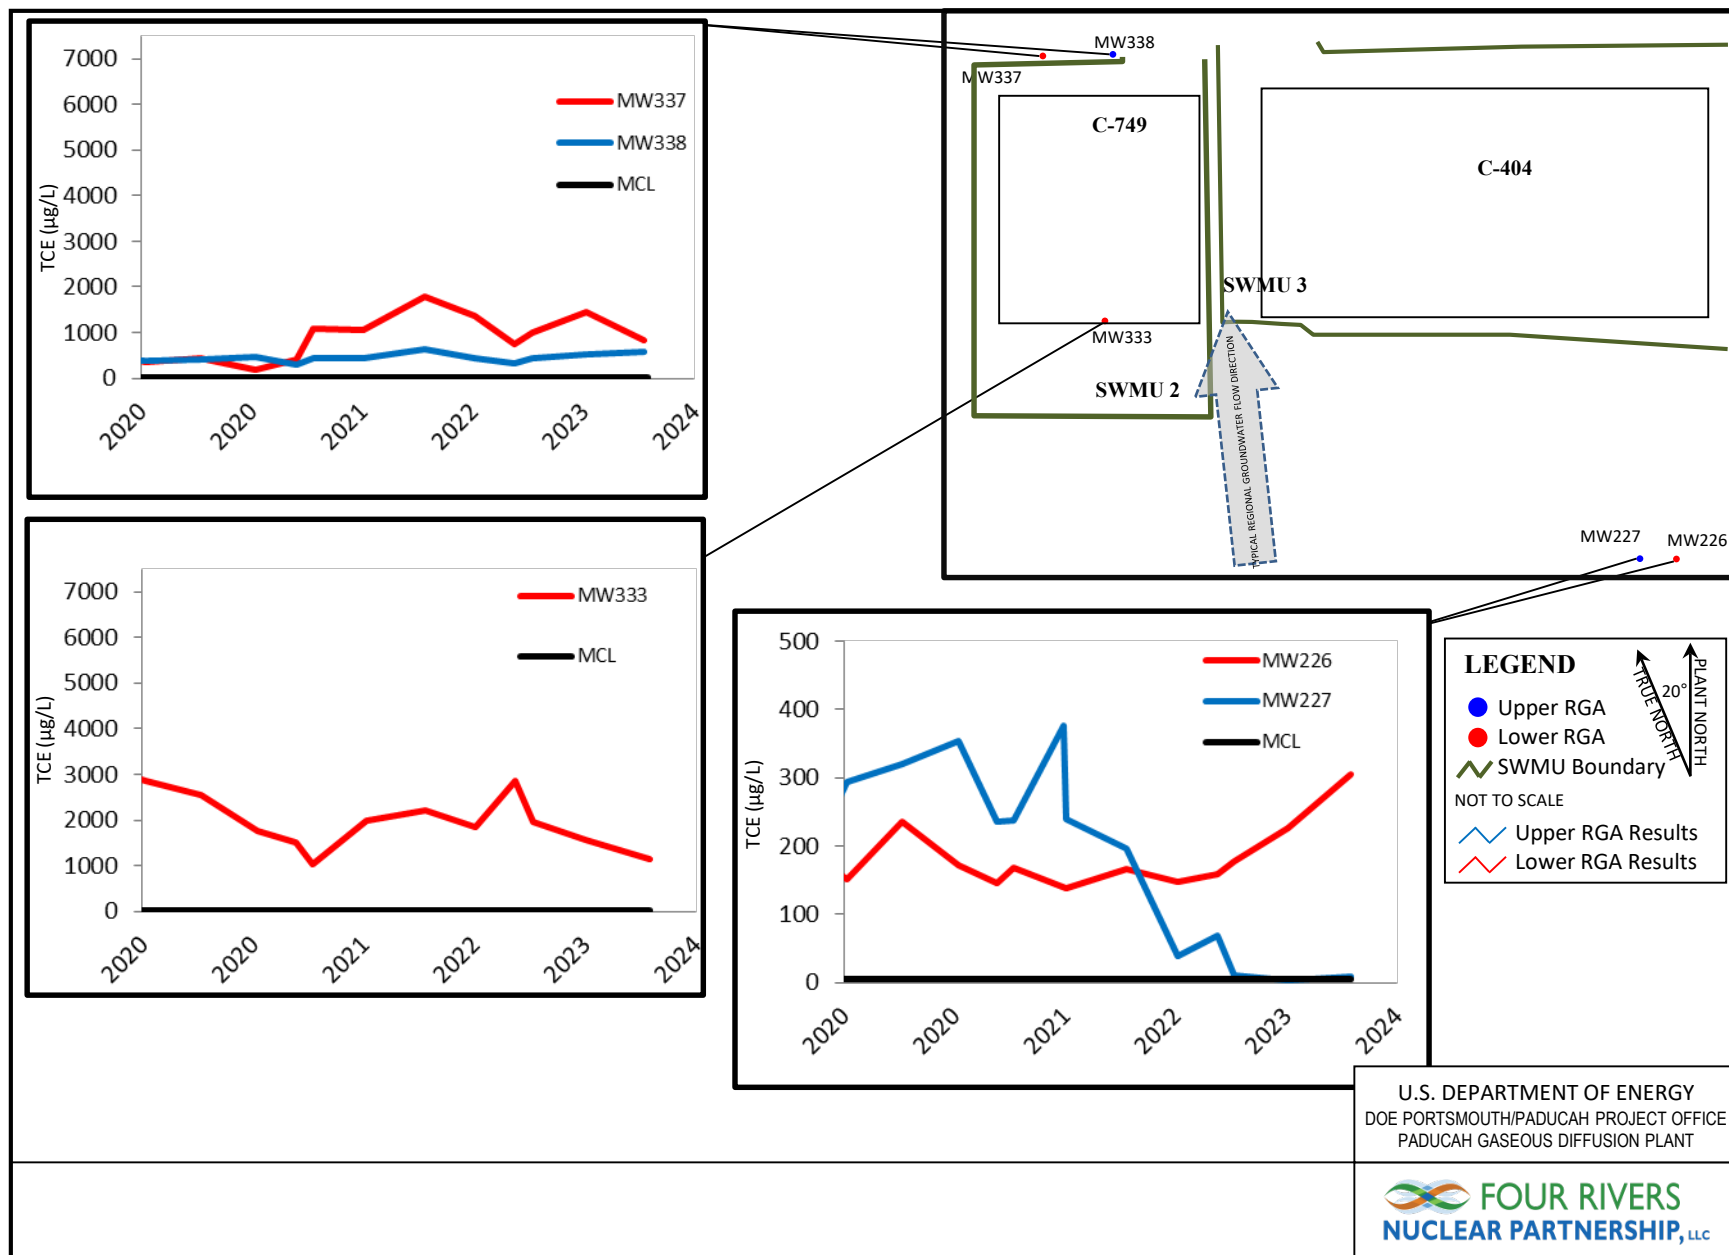 7000
6000
5000
4000
3000
2000
1000
0
TCE (µg/L)
MW337
MW338
MCL
2020
2020
2021
2022
2023
2024
MW338
MW337
C-749
C-404
SWMU 3
MW333
SWMU 2
TYPICAL REGIONAL GROUNDWATER FLOW DIRECTION
MW227
MW226
7000
6000
5000
4000
3000
2000
1000
0
TCE (µg/L)
MW333
MCL
2020
2020
2021
2022
2023
2024
500
400
300
200
100
0
TCE (µg/L)
MW226
MW227
MCL
2020
2020
2021
2022
2023
2024
LEGEND
Upper RGA
Lower RGA
SWMU Boundary
NOT TO SCALE
Upper RGA Results
Lower RGA Results
TRUE NORTH
20°
PLANT NORTH
U.S. DEPARTMENT OF ENERGY
DOE PORTSMOUTH/PADUCAH PROJECT OFFICE
PADUCAH GASEOUS DIFFUSION PLANT
FOUR RIVERS
NUCLEAR PARTNERSHIP, LLC